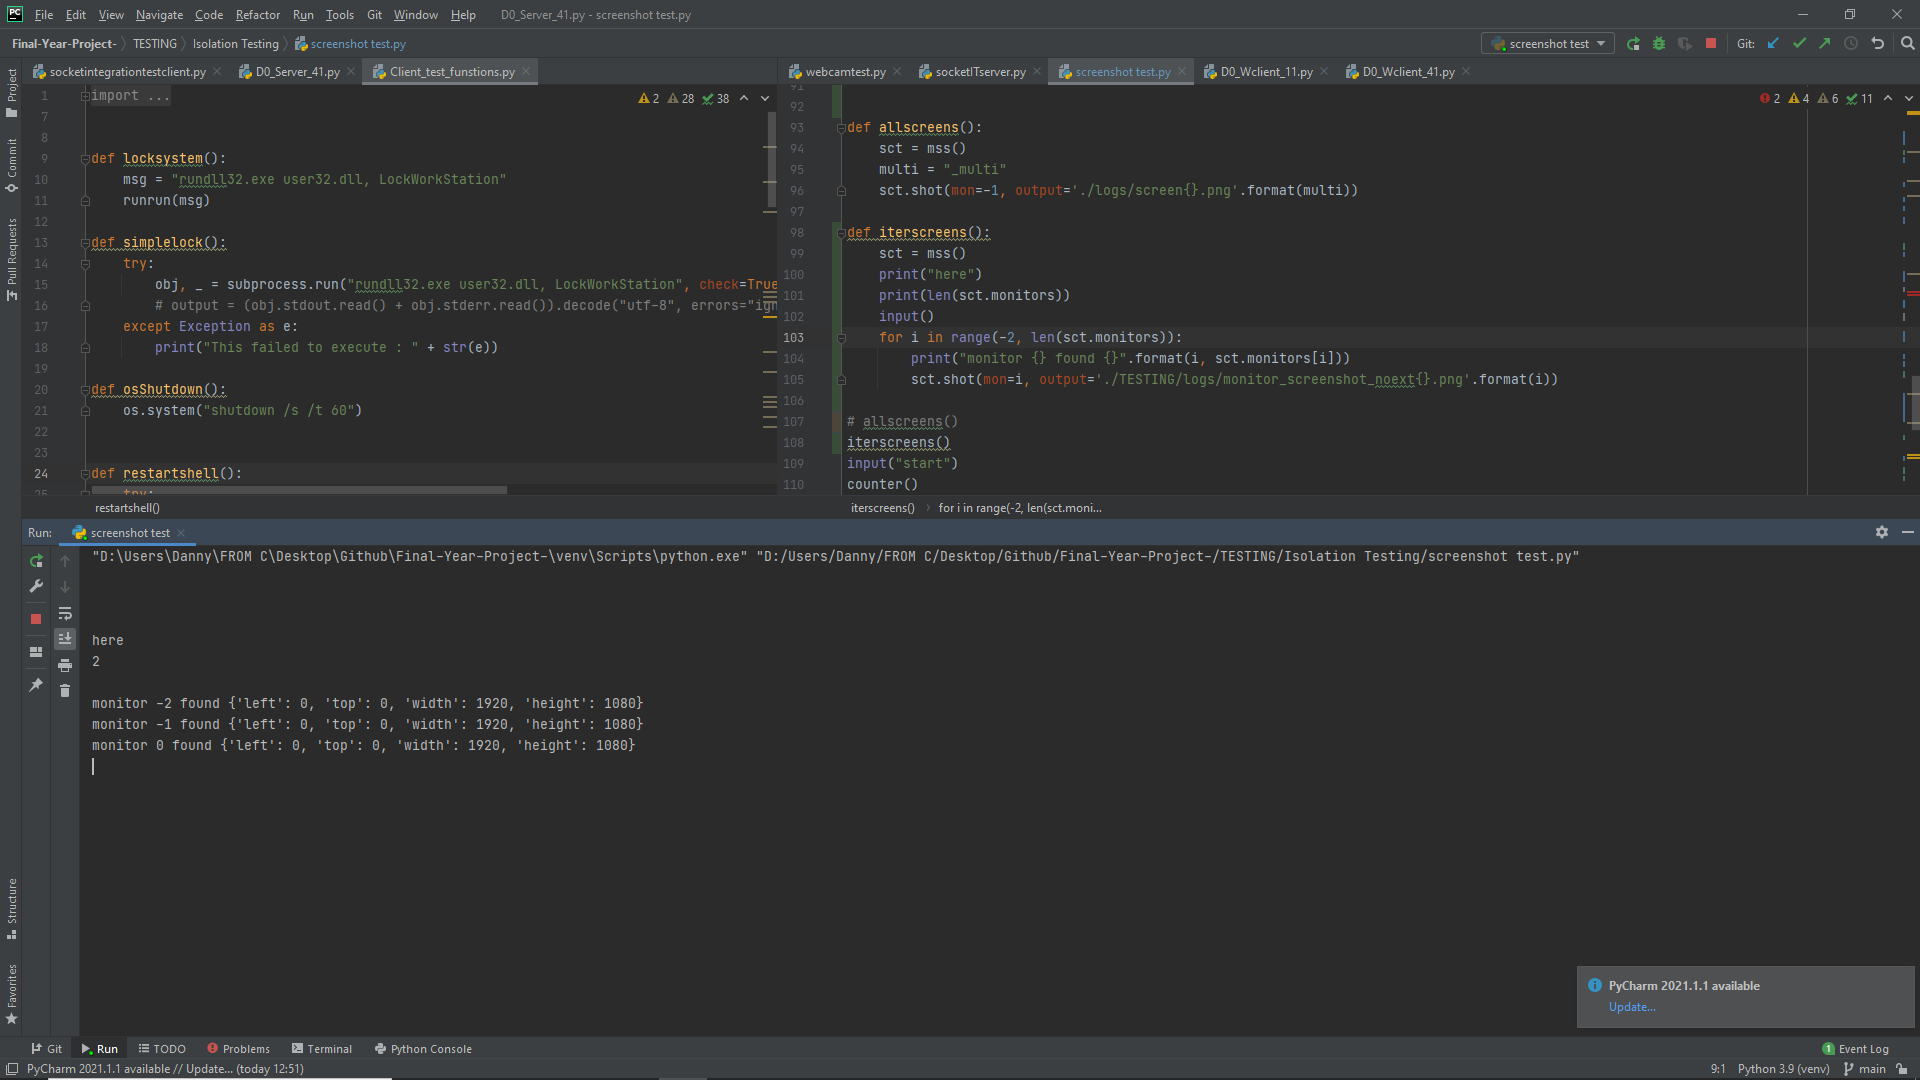 File Edit View Navigate Code Refactor Run Tools Git Window Help D0_Server_41.py - screenshot test.py
Final-Year-Project- TESTING Isolation Testing screenshot test.py
screenshot test Git:
socketintegrationtestclient.py D0_Server_41.py Client_test_funstions.py
webcamtest.py socketITserver.py screenshot test.py D0_Wclient_11.py D0_Wclient_41.py
Project
Commit
Pull Requests
Structure
Favorites
2 28 38
1 import ...
7
8
9 def locksystem():
10 msg = "rundll32.exe user32.dll, LockWorkStation"
11 runrun(msg)
12
13 def simplelock():
14 try:
15 obj, _ = subprocess.run("rundll32.exe user32.dll, LockWorkStation", check=True
16 # output = (obj.stdout.read() + obj.stderr.read()).decode("utf-8", errors="ign
17 except Exception as e:
18 print("This failed to execute : " + str(e))
19
20 def osShutdown():
21 os.system("shutdown /s /t 60")
22
23
24 def restartshell():
25 try:
restartshell()
2 4 6 11
91
92
93 def allscreens():
94 sct = mss()
95 multi = "_multi"
96 sct.shot(mon=-1, output='./logs/screen{}.png'.format(multi))
97
98 def iterscreens():
99 sct = mss()
100 print("here")
101 print(len(sct.monitors))
102 input()
103 for i in range(-2, len(sct.monitors)):
104 print("monitor {} found {}".format(i, sct.monitors[i]))
105 sct.shot(mon=i, output='./TESTING/logs/monitor_screenshot_noext{}.png'.format(i))
106
107 # allscreens()
108 iterscreens()
109 input("start")
110 counter()
iterscreens() for i in range(-2, len(sct.moni...
Run: screenshot test
"D:\Users\Danny\FROM C\Desktop\Github\Final-Year-Project-\venv\Scripts\python.exe" "D:/Users/Danny/FROM C/Desktop/Github/Final-Year-Project-/TESTING/Isolation Testing/screenshot test.py"
here
2
monitor -2 found {'left': 0, 'top': 0, 'width': 1920, 'height': 1080}
monitor -1 found {'left': 0, 'top': 0, 'width': 1920, 'height': 1080}
monitor 0 found {'left': 0, 'top': 0, 'width': 1920, 'height': 1080}
PyCharm 2021.1.1 available
Update...
Git Run TODO Problems Terminal Python Console 1 Event Log
PyCharm 2021.1.1 available // Update... (today 12:51) 9:1 Python 3.9 (venv) main